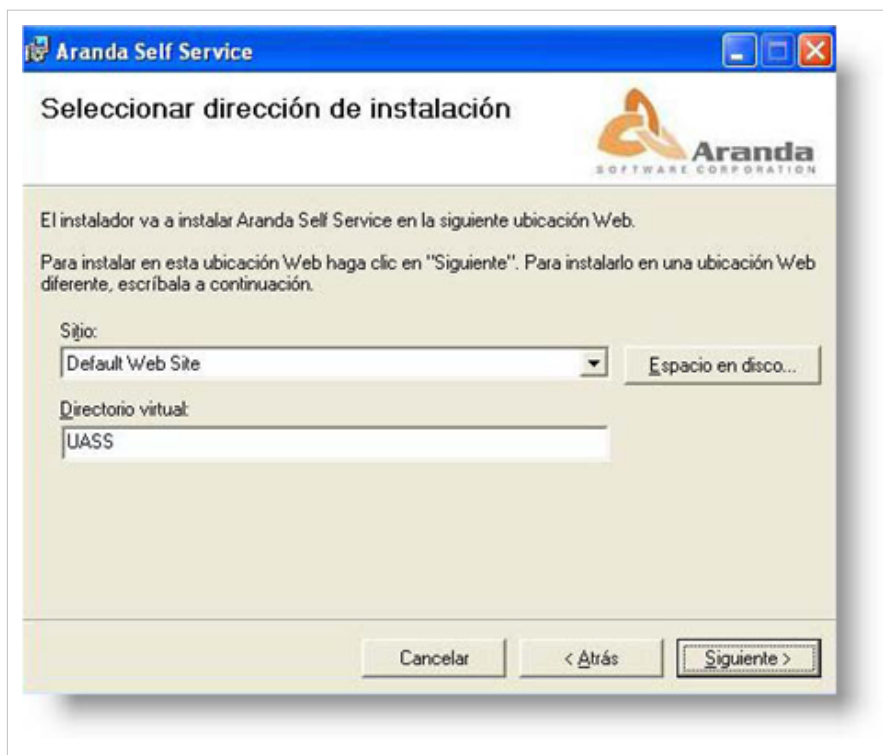 Aranda Self Service
Seleccionar dirección de instalación
Aranda
SOFTWARE CORPORATION
El instalador va a instalar Aranda Self Service en la siguiente ubicación Web.
Para instalar en esta ubicación Web haga clic en "Siguiente". Para instalarlo en una ubicación Web
diferente, escríbala a continuación.
Sitio:
Default Web Site
Espacio en disco...
Directorio virtual:
UASS
Cancelar
< Atrás
Siguiente >